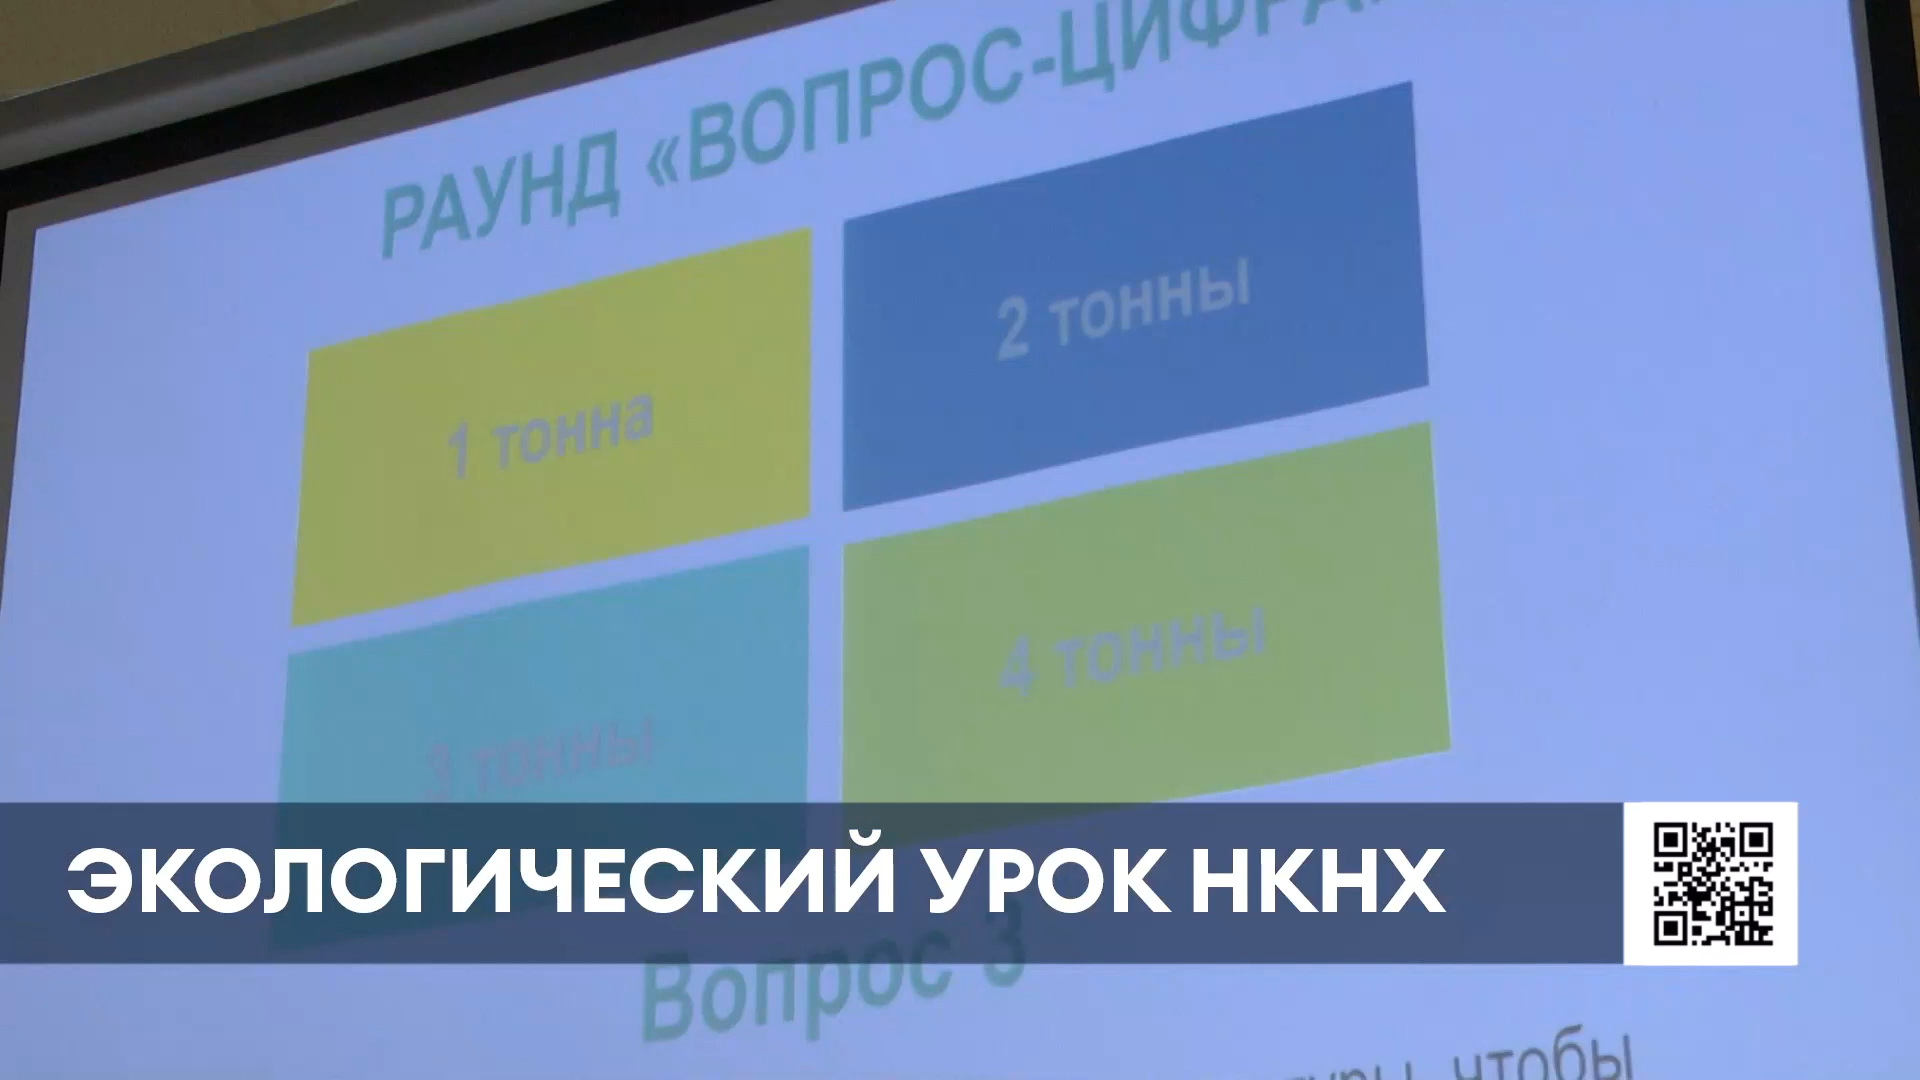 РАУНД «ВОПРОС-ЦИФРА
1 тонна
2 тонны
3 тонны
4 тонны
ЭКОЛОГИЧЕСКИЙ УРОК НКНХ
Вопрос 3
чтобы